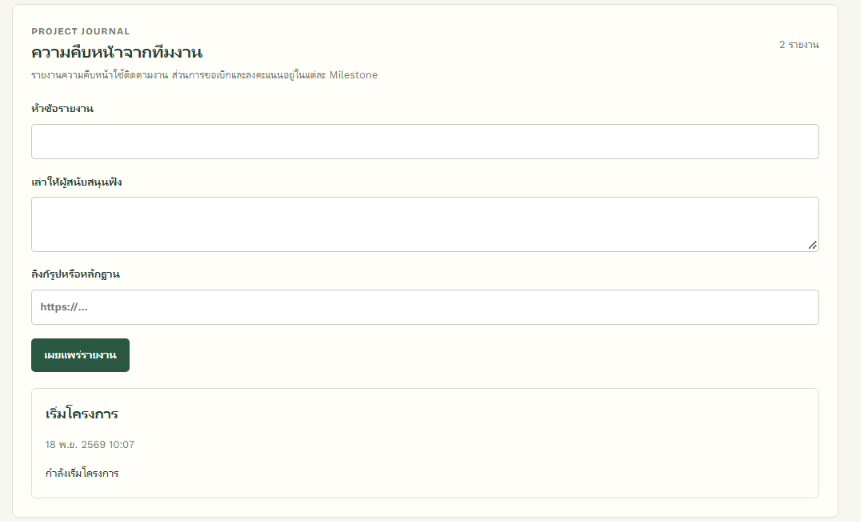 PROJECT JOURNAL
ความคืบหน้าจากทีมงาน
2 รายงาน
รายงานความคืบหน้าใช้ติดตามงาน ส่วนการขอเบิกและลงคะแนนอยู่ในแต่ละ Milestone
หัวข้อรายงาน
เล่าให้ผู้สนับสนุนฟัง
ลิงก์รูปหรือหลักฐาน
https://...
เผยแพร่รายงาน
เริ่มโครงการ
18 พ.ย. 2569 10:07
กำลังเริ่มโครงการ